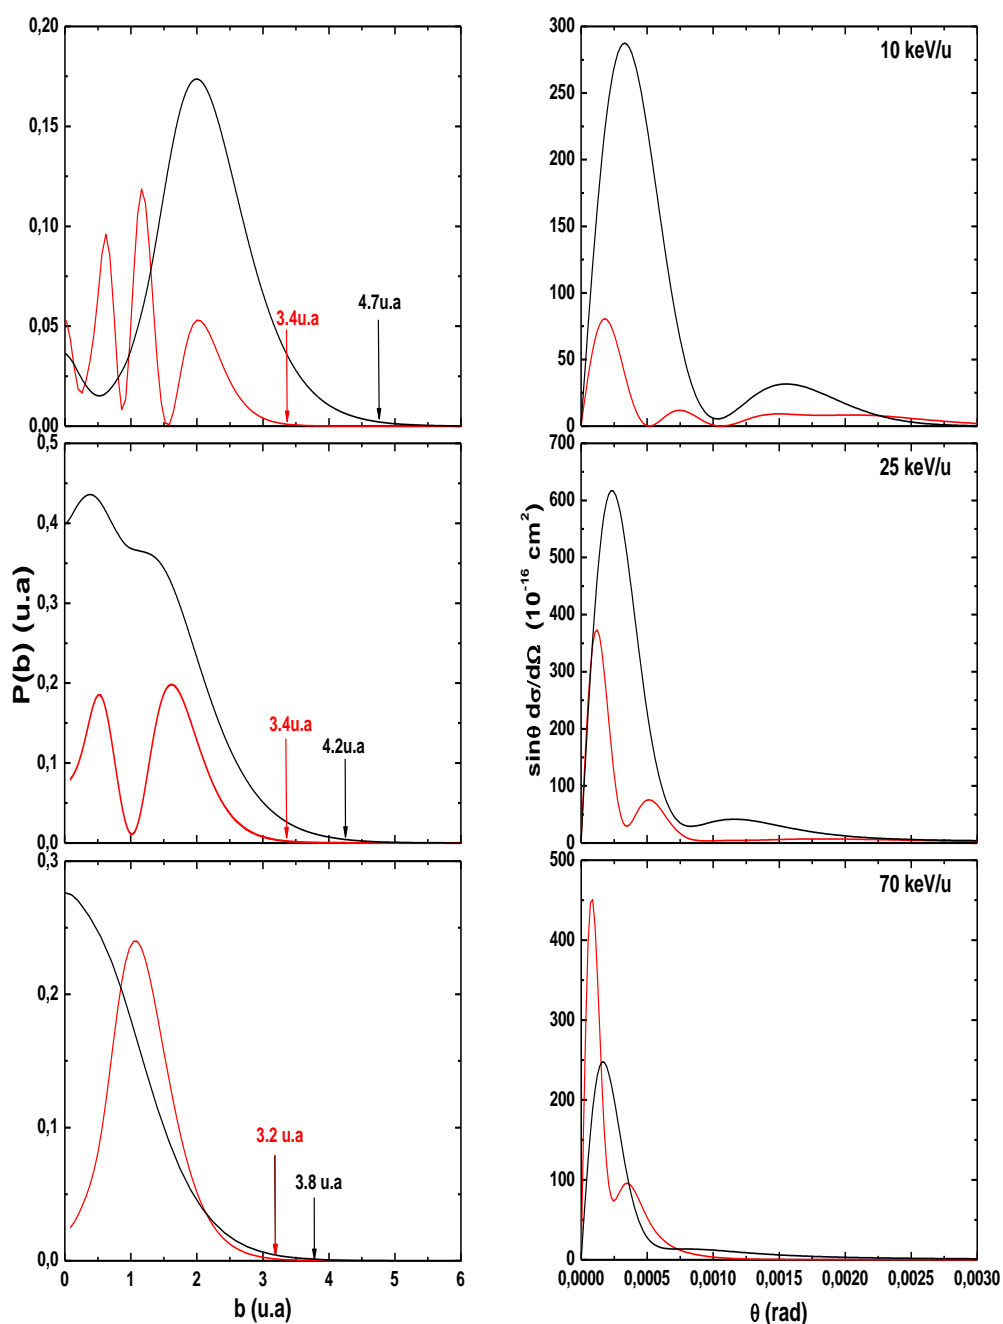 0,20
0,15
0,10
0,05
0,00
3.4u.a
4.7u.a
300
250
200
150
100
50
0
10 keV/u
0,5
0,4
0,3
0,2
0,1
0,0
P(b) (u.a)
3.4u.a
4.2u.a
700
600
500
400
300
200
100
0
sinθ dσ/dΩ (10⁻¹⁶ cm²)
25 keV/u
0,3
0,2
0,1
0,0
3.2 u.a
3.8 u.a
0 1 2 3 4 5 6
b (u.a)
500
450
400
300
200
100
0
70 keV/u
0,0000 0,0005 0,0010 0,0015 0,0020 0,0025 0,0030
θ (rad)